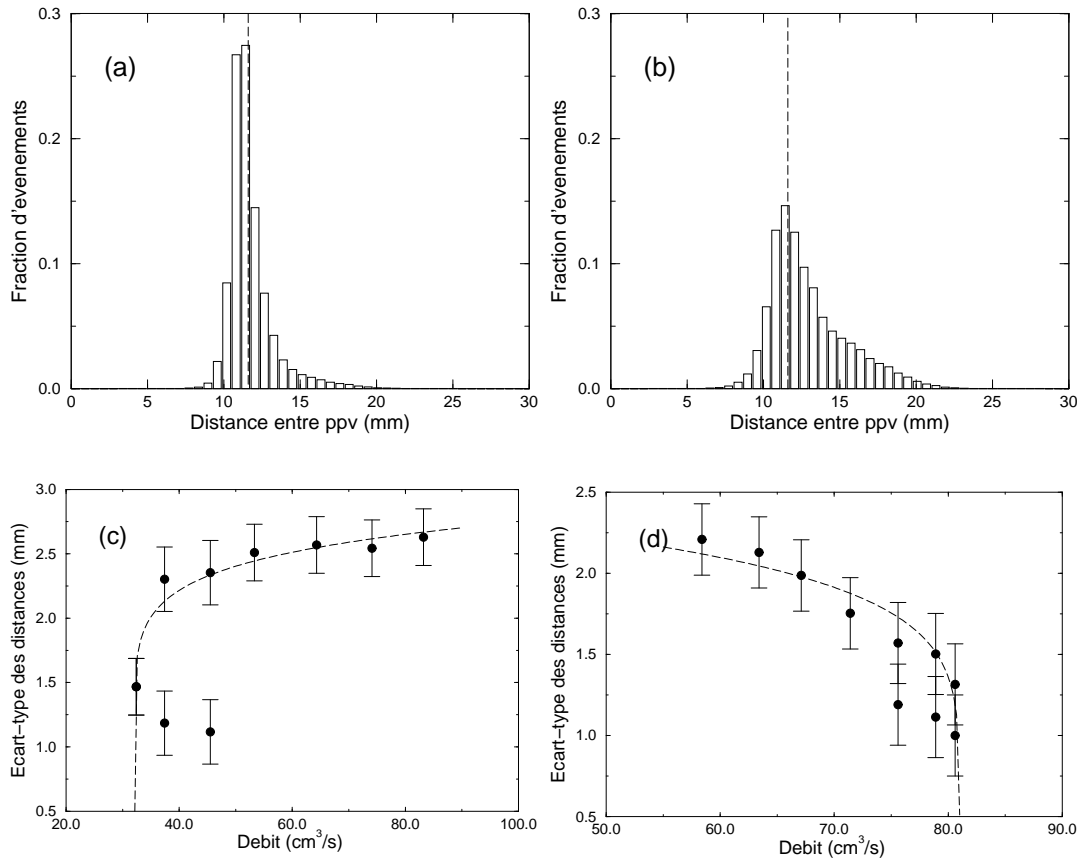 0.3
(a)
0.2
0.1
0.0
Fraction d'evenements
0 5 10 15 20 25 30
Distance entre ppv (mm)
0.3
(b)
0.2
0.1
0.0
Fraction d'evenements
0 5 10 15 20 25 30
Distance entre ppv (mm)
3.0
(c)
2.5
2.0
1.5
1.0
0.5
Ecart−type des distances (mm)
20.0 40.0 60.0 80.0 100.0
Debit (cm³/s)
2.5
(d)
2.0
1.5
1.0
0.5
Ecart−type des distances (mm)
50.0 60.0 70.0 80.0 90.0
Debit (cm³/s)